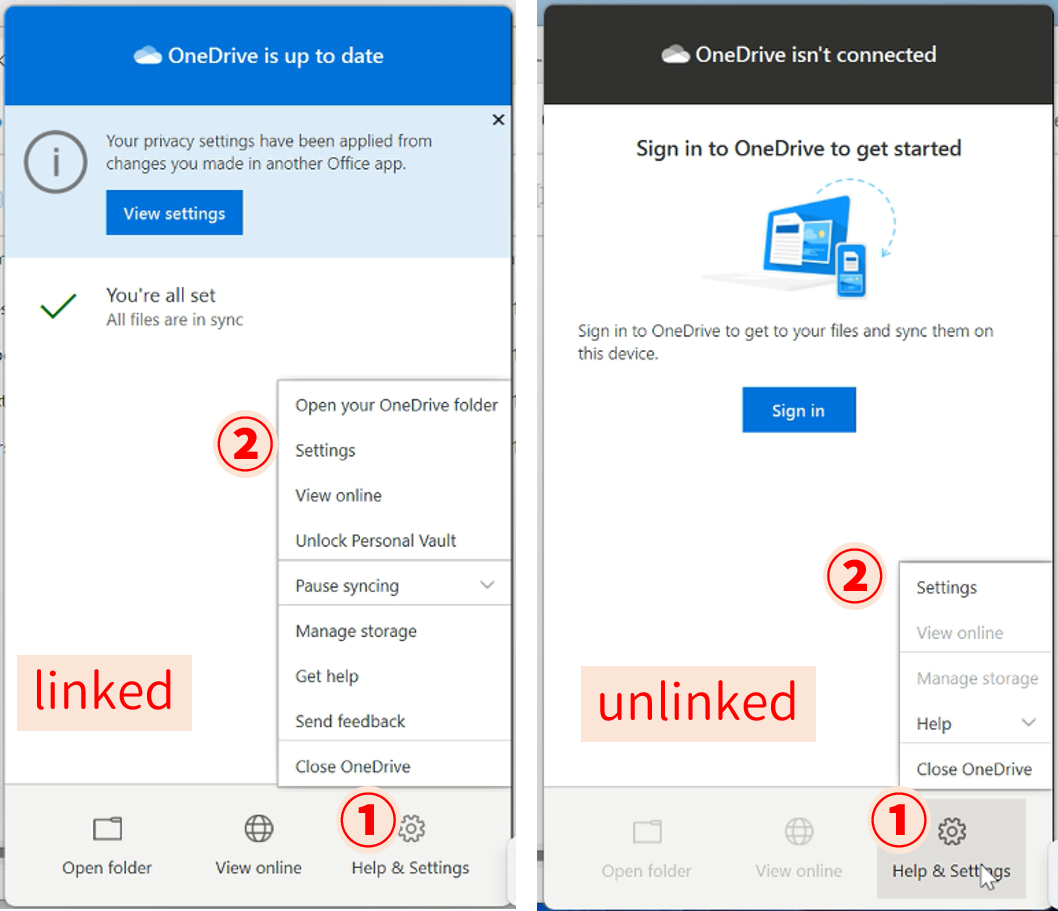 OneDrive is up to date
Your privacy settings have been applied from
changes you made in another Office app.
View settings
You're all set
All files are in sync
Open your OneDrive folder
2
Settings
View online
Unlock Personal Vault
Pause syncing
Manage storage
Get help
Send feedback
Close OneDrive
linked
1
Open folder
View online
Help & Settings
OneDrive isn't connected
Sign in to OneDrive to get started
Sign in to OneDrive to get to your files and sync them on
this device.
Sign in
2
Settings
View online
Manage storage
Help
Close OneDrive
unlinked
1
Open folder
View online
Help & Settings